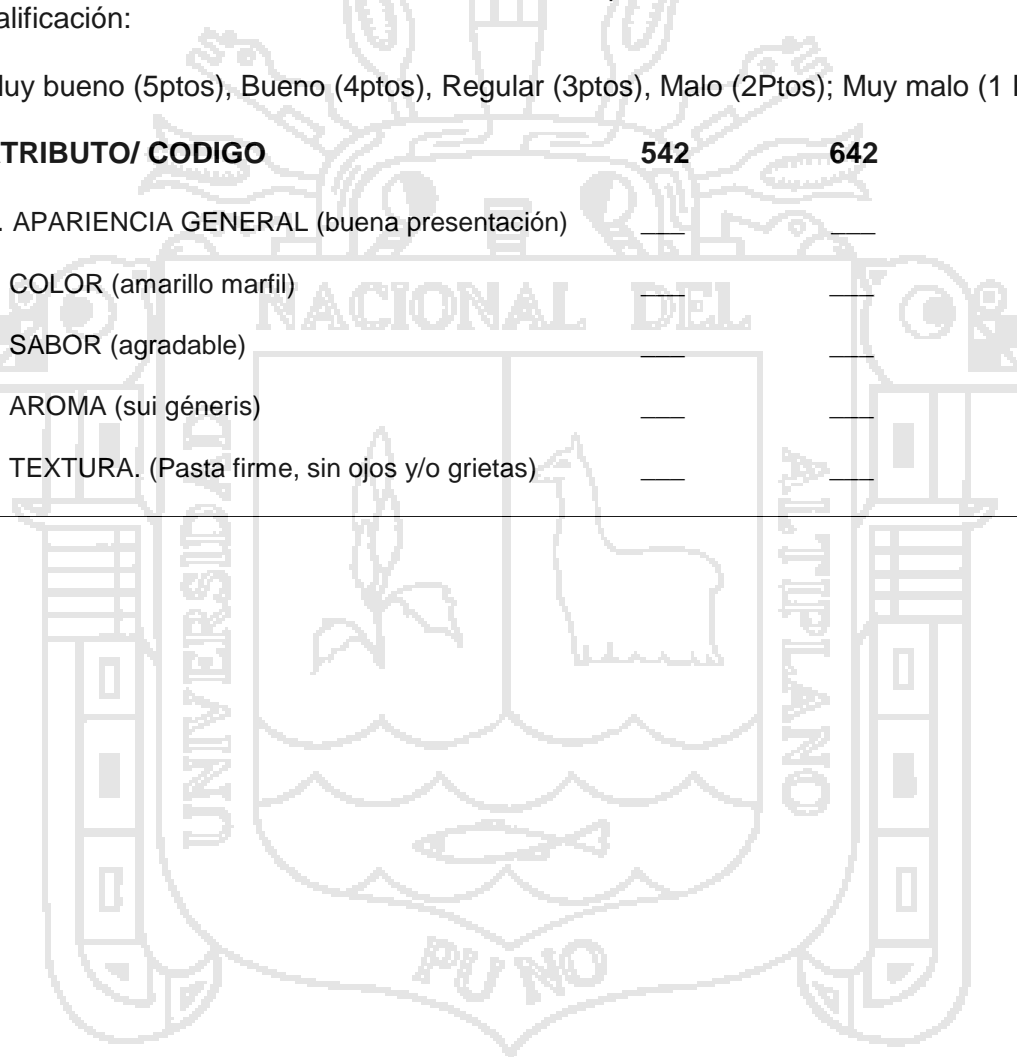 alificación:
uy bueno (5ptos), Bueno (4ptos), Regular (3ptos), Malo (2Ptos); Muy malo (1
TRIBUTO/ CODIGO 542 642
. APARIENCIA GENERAL (buena presentación) ___ ___
COLOR (amarillo marfil) ___ ___
SABOR (agradable) ___ ___
AROMA (sui géneris) ___ ___
TEXTURA. (Pasta firme, sin ojos y/o grietas) ___ ___
NACIONAL DEL
UNIVERSIDAD
ALTIPLANO
PUNO